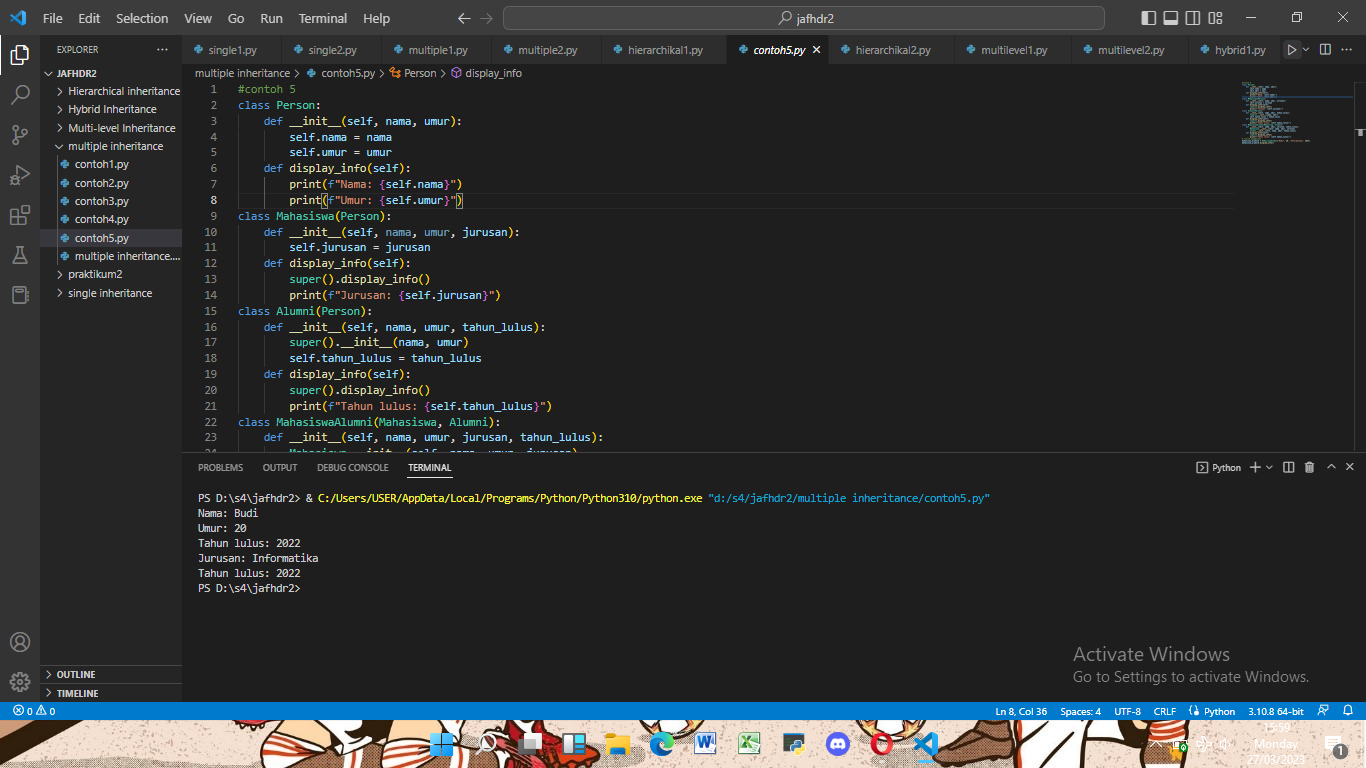 File Edit Selection View Go Run Terminal Help
jafhdr2
EXPLORER
single1.py single2.py multiple1.py multiple2.py hierarchikal1.py contoh5.py hierarchikal2.py multilevel1.py multilevel2.py hybrid1.py
JAFHDR2
Hierarchical inheritance
Hybrid Inheritance
Multi-level Inheritance
multiple inheritance
contoh1.py
contoh2.py
contoh3.py
contoh4.py
contoh5.py
multiple inheritance....
praktikum2
single inheritance
OUTLINE
TIMELINE
multiple inheritance > contoh5.py > Person > display_info
1 #contoh 5
2 class Person:
3 def __init__(self, nama, umur):
4 self.nama = nama
5 self.umur = umur
6 def display_info(self):
7 print(f"Nama: {self.nama}")
8 print(f"Umur: {self.umur}")
9 class Mahasiswa(Person):
10 def __init__(self, nama, umur, jurusan):
11 self.jurusan = jurusan
12 def display_info(self):
13 super().display_info()
14 print(f"Jurusan: {self.jurusan}")
15 class Alumni(Person):
16 def __init__(self, nama, umur, tahun_lulus):
17 super().__init__(nama, umur)
18 self.tahun_lulus = tahun_lulus
19 def display_info(self):
20 super().display_info()
21 print(f"Tahun lulus: {self.tahun_lulus}")
22 class MahasiswaAlumni(Mahasiswa, Alumni):
23 def __init__(self, nama, umur, jurusan, tahun_lulus):
24 Mahasiswa.__init__(self, nama, umur, jurusan)
PROBLEMS OUTPUT DEBUG CONSOLE TERMINAL
Python
PS D:\s4\jafhdr2> & C:/Users/USER/AppData/Local/Programs/Python/Python310/python.exe "d:/s4/jafhdr2/multiple inheritance/contoh5.py"
Nama: Budi
Umur: 20
Tahun lulus: 2022
Jurusan: Informatika
Tahun lulus: 2022
PS D:\s4\jafhdr2>
Activate Windows
Go to Settings to activate Windows.
0 0
Ln 8, Col 36 Spaces: 4 UTF-8 CRLF Python 3.10.8 64-bit
15:59
Monday
27/03/2023
1